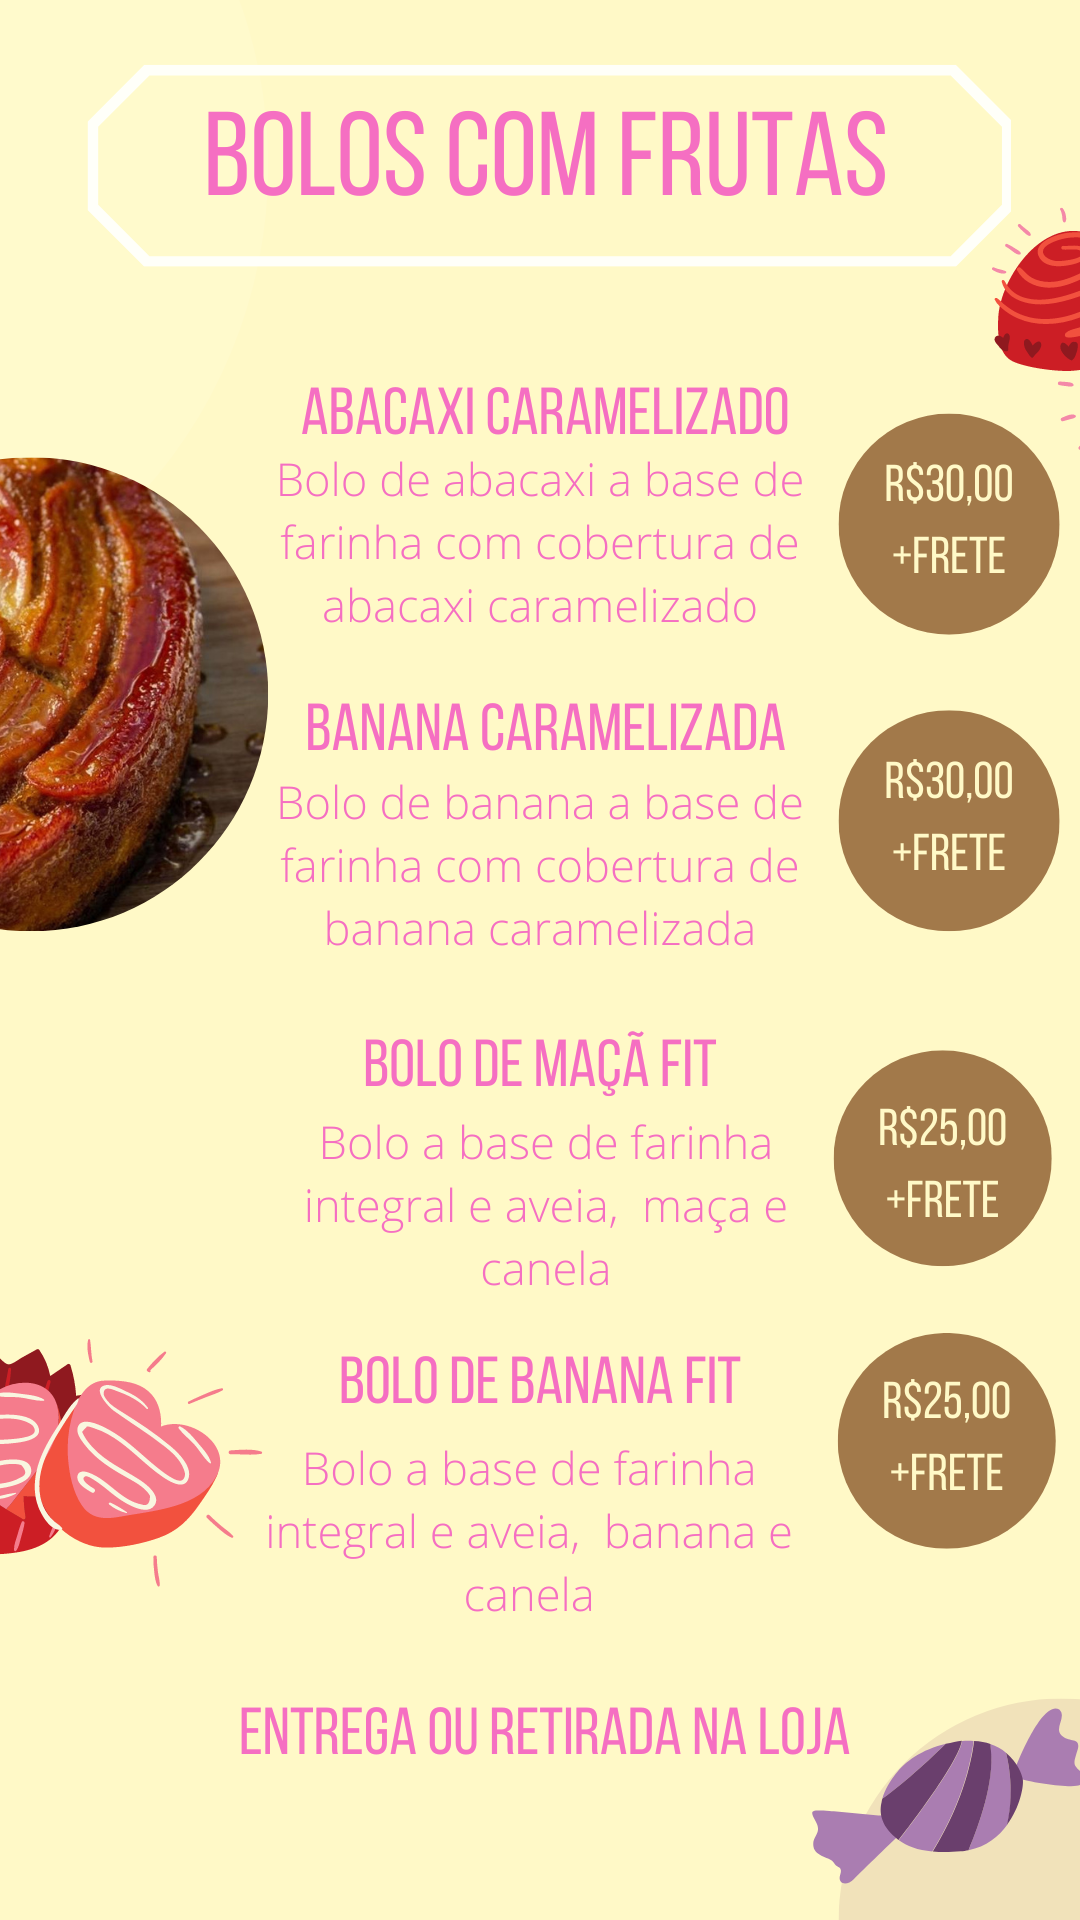 BOLOS COM FRUTAS
ABACAXI CARAMELIZADO
Bolo de abacaxi a base de
farinha com cobertura de
abacaxi caramelizado
R$30,00
+FRETE
BANANA CARAMELIZADA
Bolo de banana a base de
farinha com cobertura de
banana caramelizada
R$30,00
+FRETE
BOLO DE MAÇÃ FIT
Bolo a base de farinha
integral e aveia,  maça e
canela
R$25,00
+FRETE
BOLO DE BANANA FIT
Bolo a base de farinha
integral e aveia,  banana e
canela
R$25,00
+FRETE
ENTREGA OU RETIRADA NA LOJA